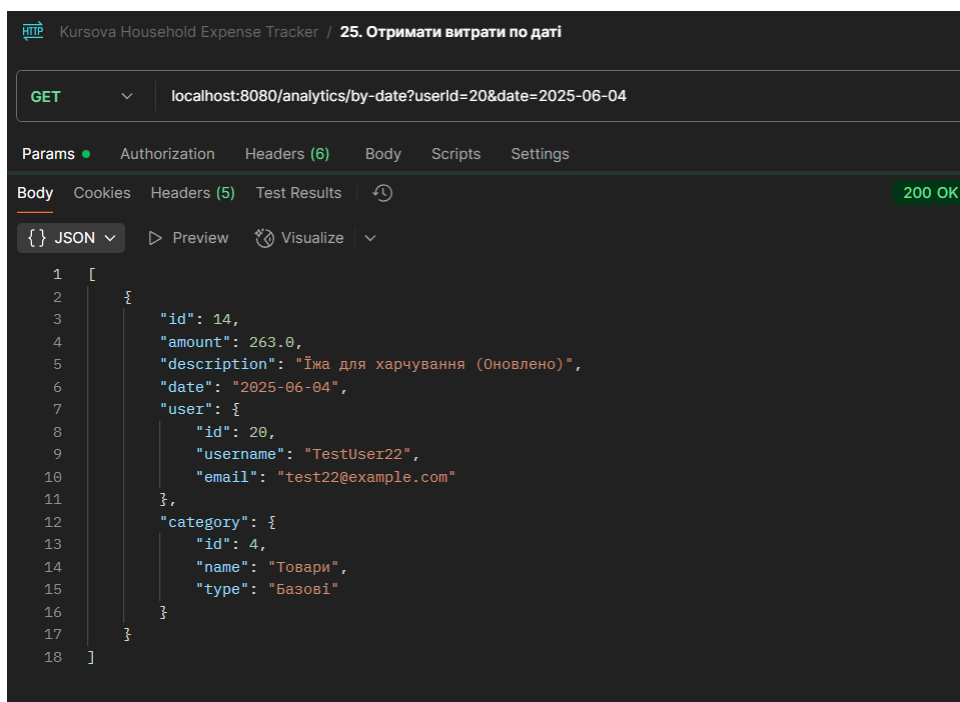 HTTP Kursova Household Expense Tracker / 25. Отримати витрати по даті
GET localhost:8080/analytics/by-date?userId=20&date=2025-06-04
Params Authorization Headers (6) Body Scripts Settings
Body Cookies Headers (5) Test Results 200 OK
{} JSON Preview Visualize
1 [
2 {
3 "id": 14,
4 "amount": 263.0,
5 "description": "Їжа для харчування (Оновлено)",
6 "date": "2025-06-04",
7 "user": {
8 "id": 20,
9 "username": "TestUser22",
10 "email": "test22@example.com"
11 },
12 "category": {
13 "id": 4,
14 "name": "Товари",
15 "type": "Базові"
16 }
17 }
18 ]